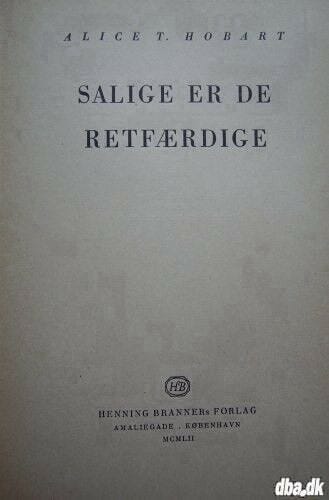 ALICE T. HOBART
SALIGE ER DE
RETFÆRDIGE
HB
HENNING BRANNERs FORLAG
AMALIEGADE . KØBENHAVN
MCMLII
dba.dk